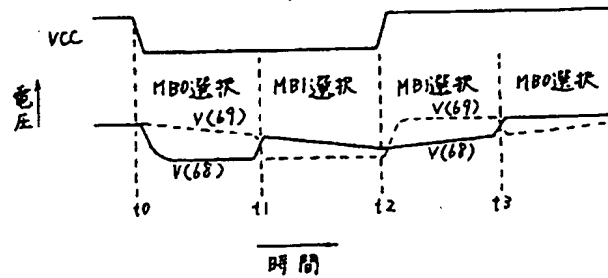 VCC
電圧
MB0選択 MB1選択 MB1選択 MB0選択
V(69) V(69)
V(68) V(68)
t0 t1 t2 t3
時間